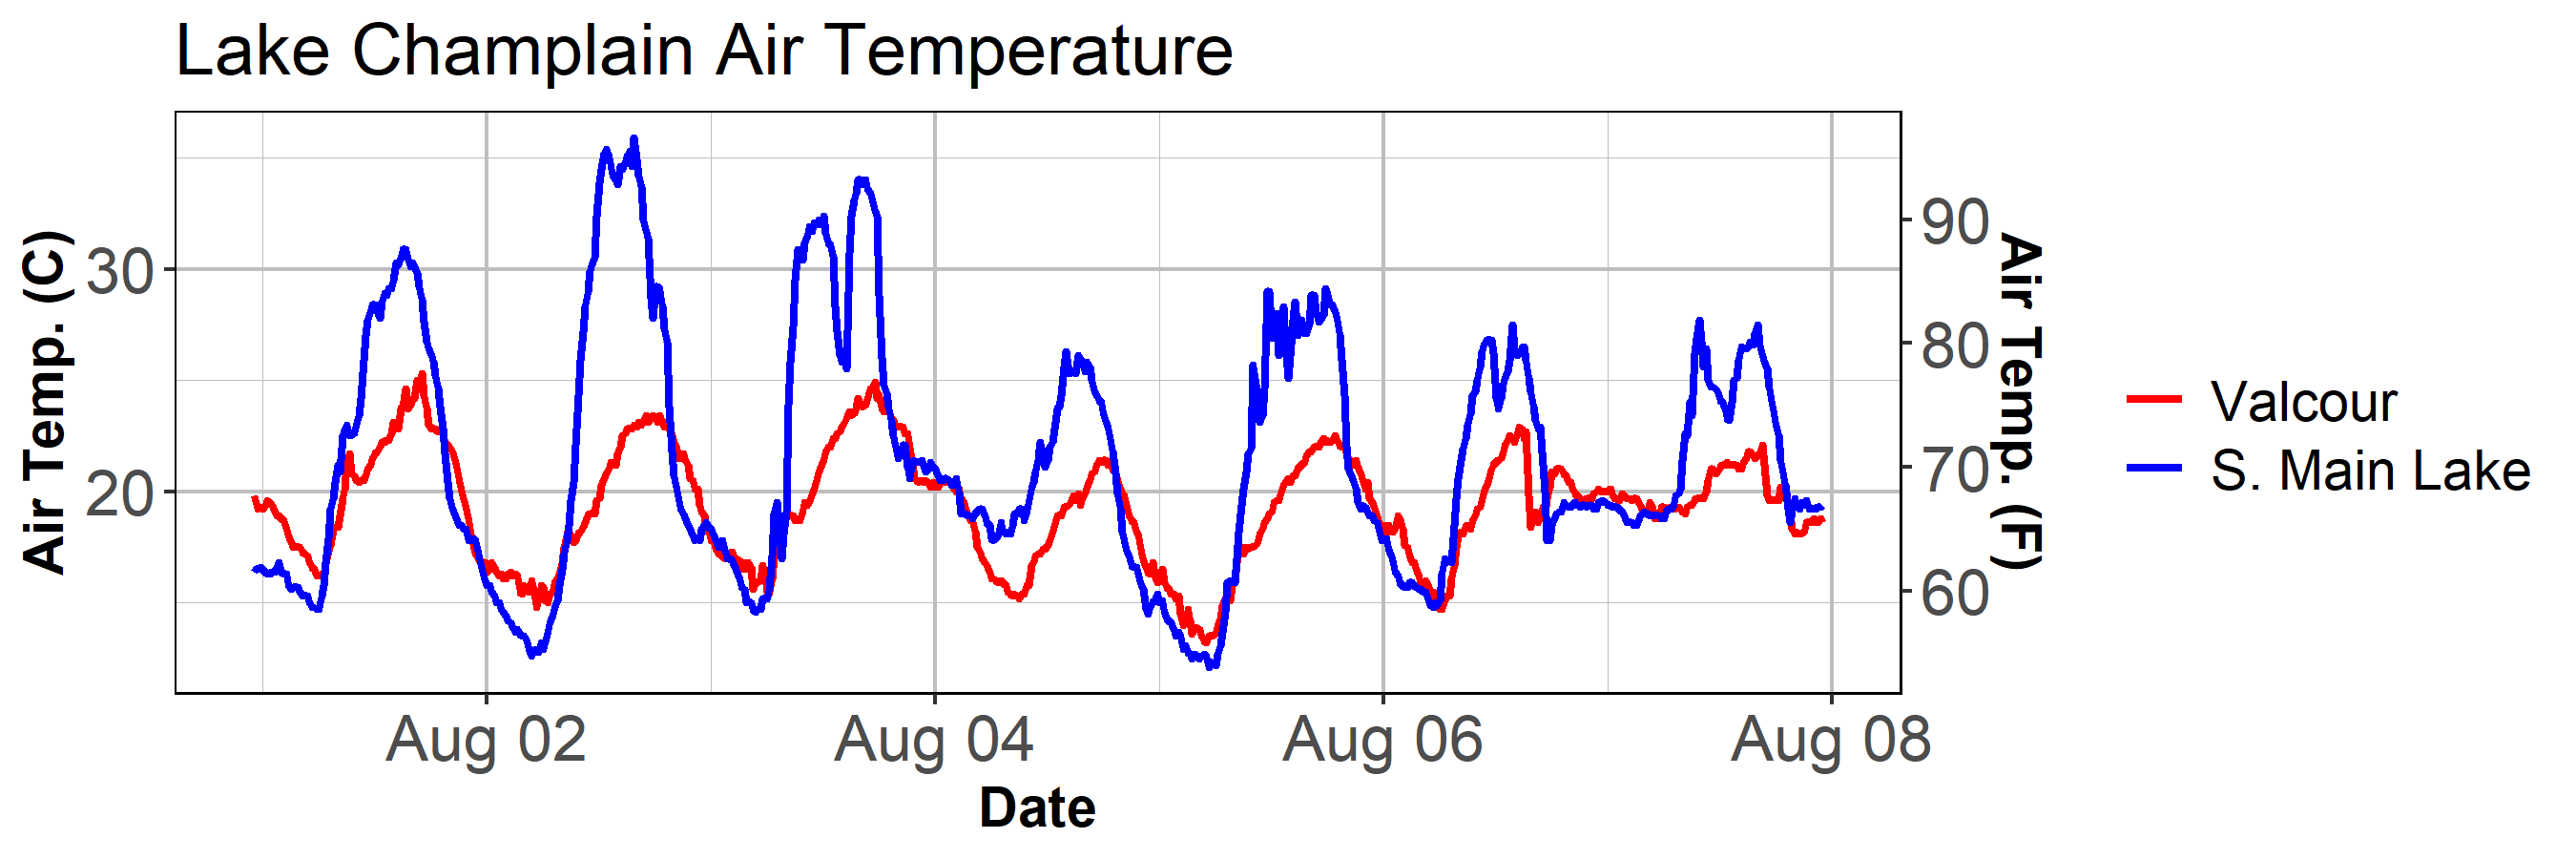 Lake Champlain Air Temperature
Air Temp. (C)
30
20
90
80
70
60
Air Temp. (F)
Aug 02
Aug 04
Aug 06
Aug 08
Date
Valcour
S. Main Lake